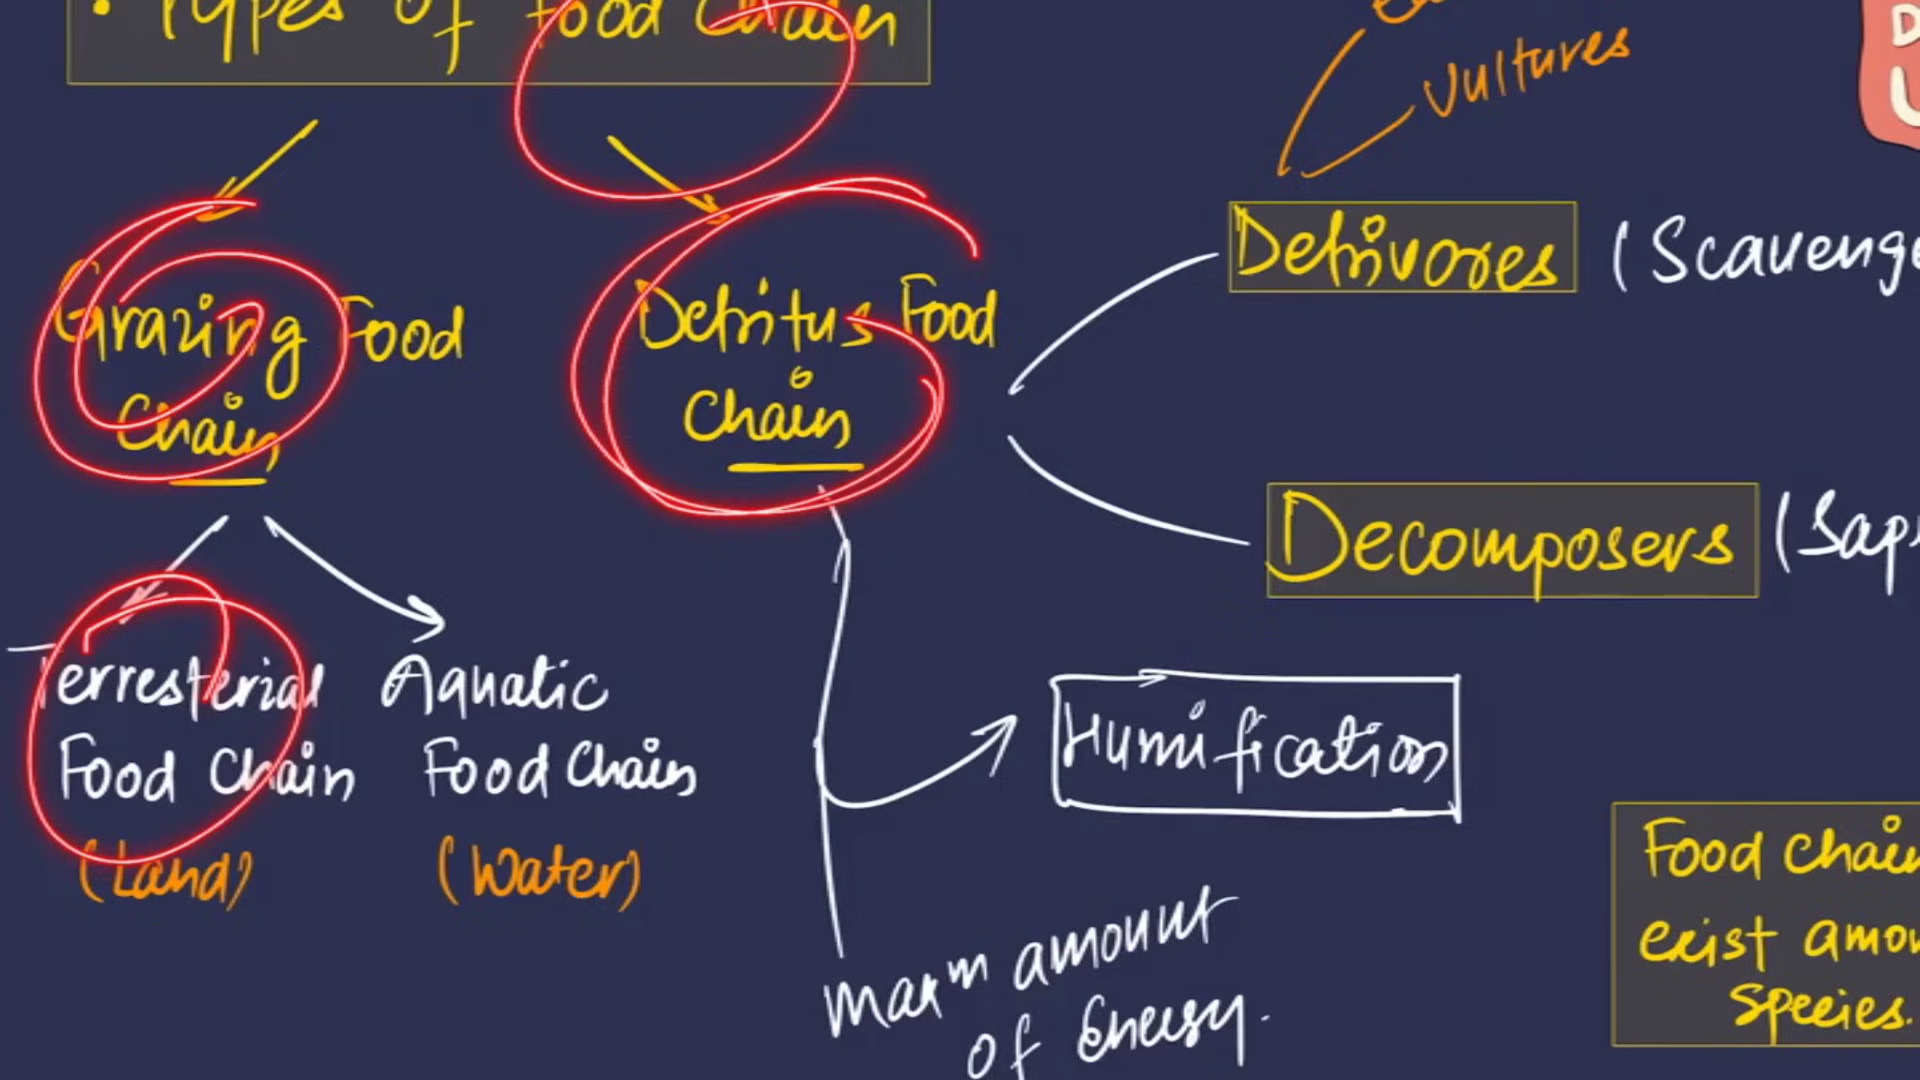 • Types of Food Chain
Vultures
Grazing Food
Chain
Detritus Food
Chain
Detrivores (Scavenge
Decomposers (Sap
Terresterial
Food Chain
(Land)
Aquatic
Food Chain
(Water)
Humification
Maxm amount
of Energy.
Food chain
exist amon
Species.